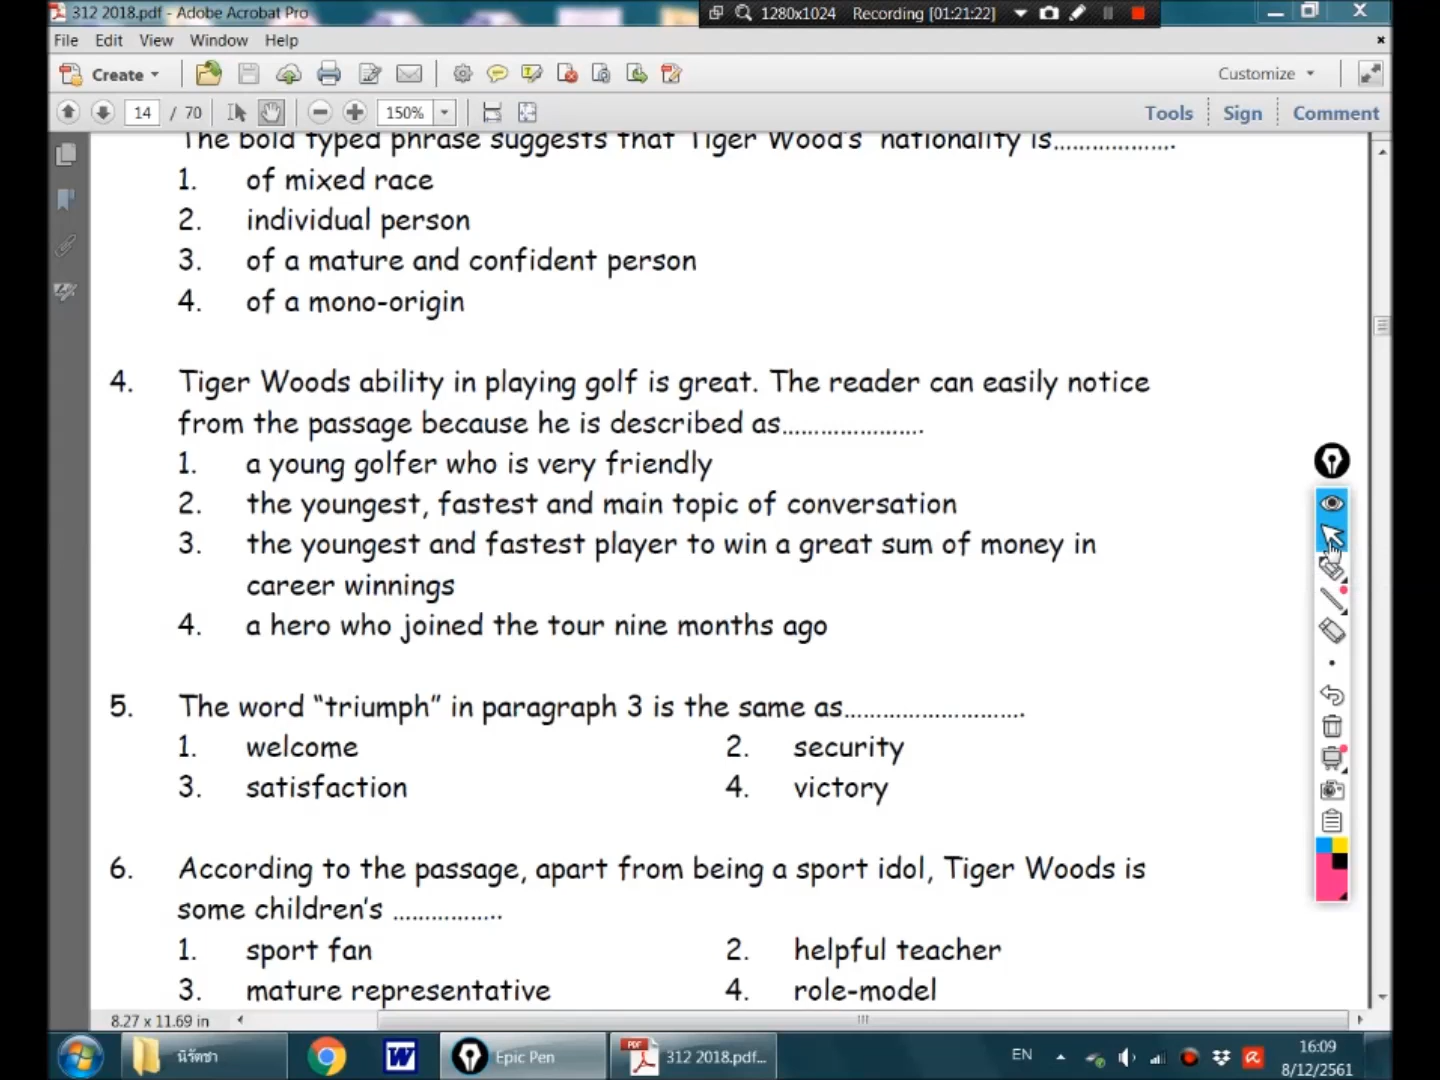 312 2018.pdf - Adobe Acrobat Pro
1280x1024 Recording [01:21:22]
File Edit View Window Help
Create
Customize
14 / 70 150% Tools Sign Comment
The bold typed phrase suggests that Tiger Wood's nationality is....................
1. of mixed race
2. individual person
3. of a mature and confident person
4. of a mono-origin
4. Tiger Woods ability in playing golf is great. The reader can easily notice
from the passage because he is described as.......................
1. a young golfer who is very friendly
2. the youngest, fastest and main topic of conversation
3. the youngest and fastest player to win a great sum of money in
career winnings
4. a hero who joined the tour nine months ago
5. The word "triumph" in paragraph 3 is the same as............................
1. welcome 2. security
3. satisfaction 4. victory
6. According to the passage, apart from being a sport idol, Tiger Woods is
some children's .................
1. sport fan 2. helpful teacher
3. mature representative 4. role-model
8.27 x 11.69 in
นิรัตชา Epic Pen 312 2018.pdf... EN 16:09
8/12/2561